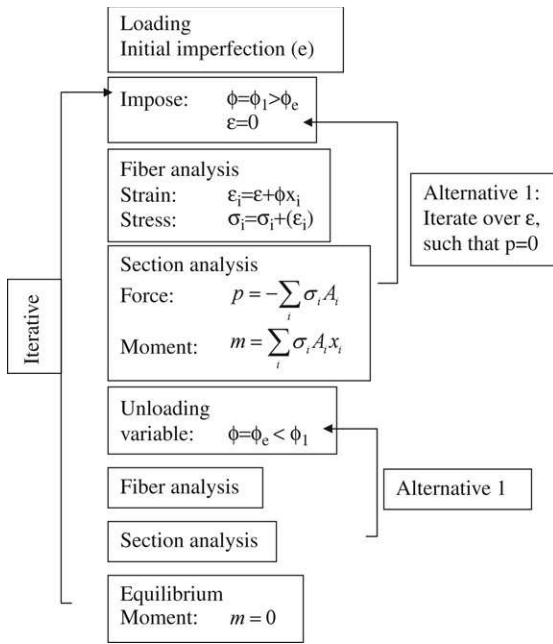 Loading
Initial imperfection (e)
Impose: ϕ=ϕ₁>ϕₑ
ε=0
Fiber analysis
Strain: εᵢ=ε+ϕxᵢ
Stress: σᵢ=σᵢ+(εᵢ)
Section analysis
Force: p = −∑ᵢ σᵢAᵢ
Moment: m = ∑ᵢ σᵢAᵢxᵢ
Unloading
variable: ϕ=ϕₑ < ϕ₁
Fiber analysis
Section analysis
Equilibrium
Moment: m = 0
Iterative
Alternative 1:
Iterate over ε,
such that p=0
Alternative 1